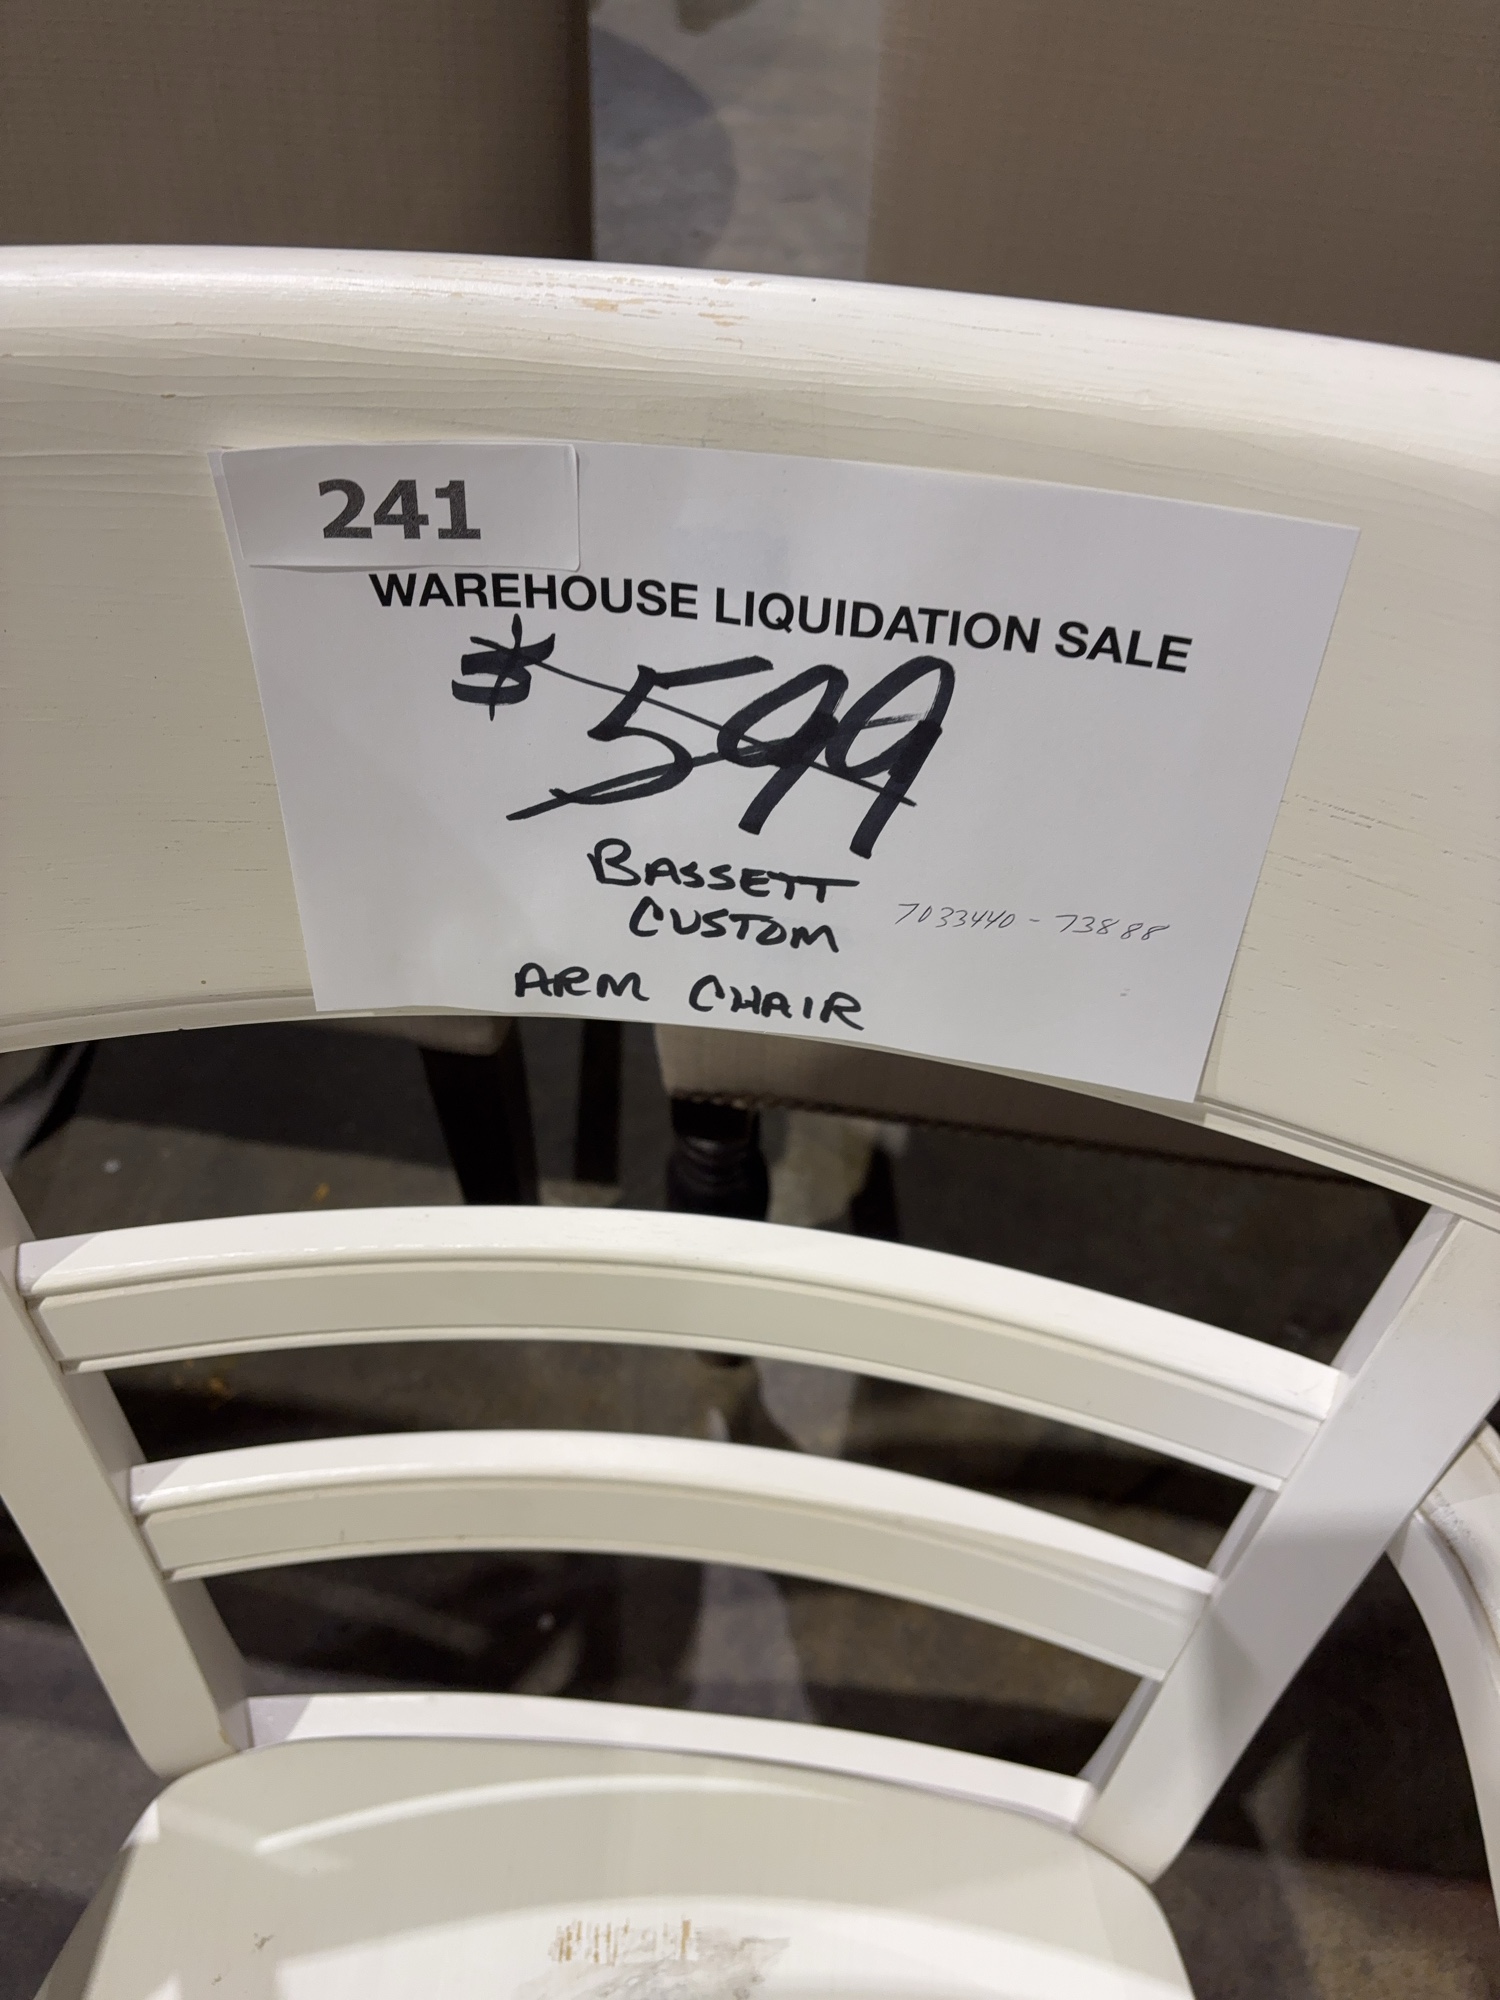 241
WAREHOUSE LIQUIDATION SALE
$599
BASSETT
CUSTOM
7033440-73888
ARM CHAIR